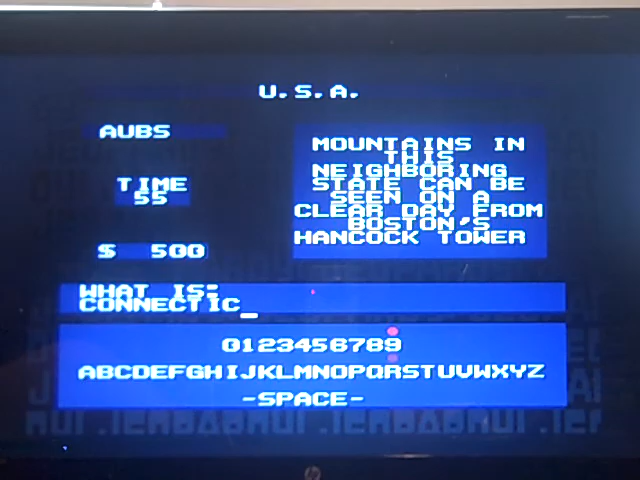 U.S.A.
AUBS
TIME
55
$ 500
MOUNTAINS IN
THIS
NEIGHBORING
STATE CAN BE
SEEN ON A
CLEAR DAY FROM
BOSTON'S
HANCOCK TOWER
WHAT IS:
CONNECTIC_
0123456789
ABCDEFGHIJKLMNOPQRSTUVWXYZ
-SPACE-
hp